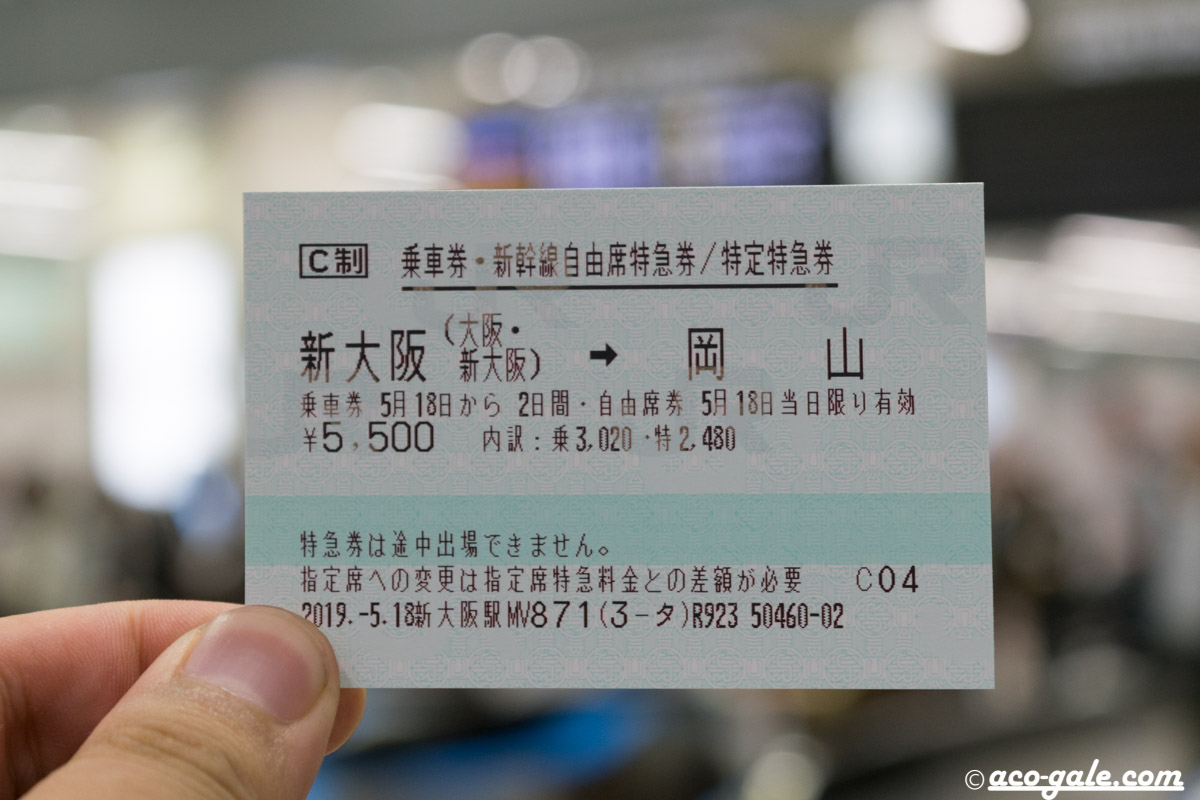 C制 乗車券・新幹線自由席特急券/特定特急券
新大阪(大阪・新大阪) ➡ 岡 山
乗車券 5月18日から 2日間・自由席券 5月18日当日限り有効
¥5,500 内訳:乗3,020・特2,480
特急券は途中出場できません。
指定席への変更は指定席特急料金との差額が必要 C04
2019.-5.18新大阪駅MV871(3-タ)R923 50460-02
©aco-gale.com